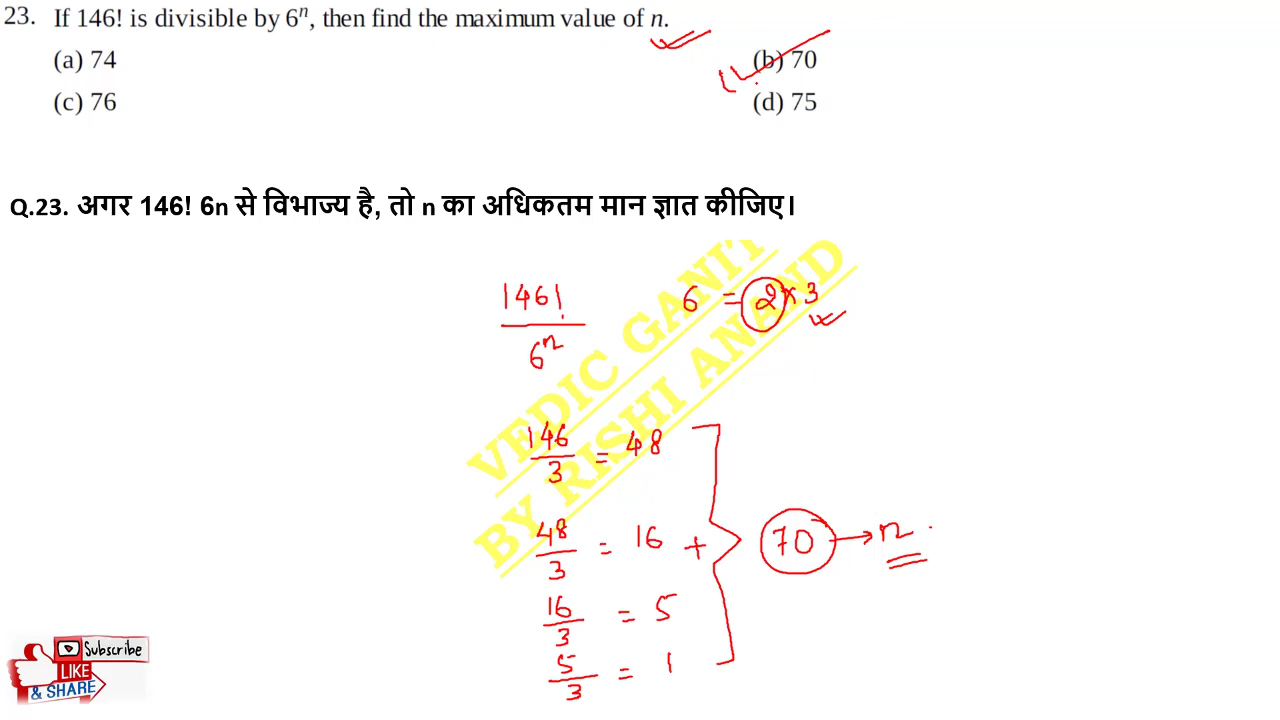 23. If 146! is divisible by 6ⁿ, then find the maximum value of n.
(a) 74 (b) 70
(c) 76 (d) 75
Q.23. अगर 146! 6n से विभाज्य है, तो n का अधिकतम मान ज्ञात कीजिए।
VEDIC GANIT
BY RISHI ANAND
146!/6ⁿ 6 = 2 × 3
146/3 = 48
48/3 = 16 + 70 → n
16/3 = 5
5/3 = 1
Subscribe
LIKE
& SHARE